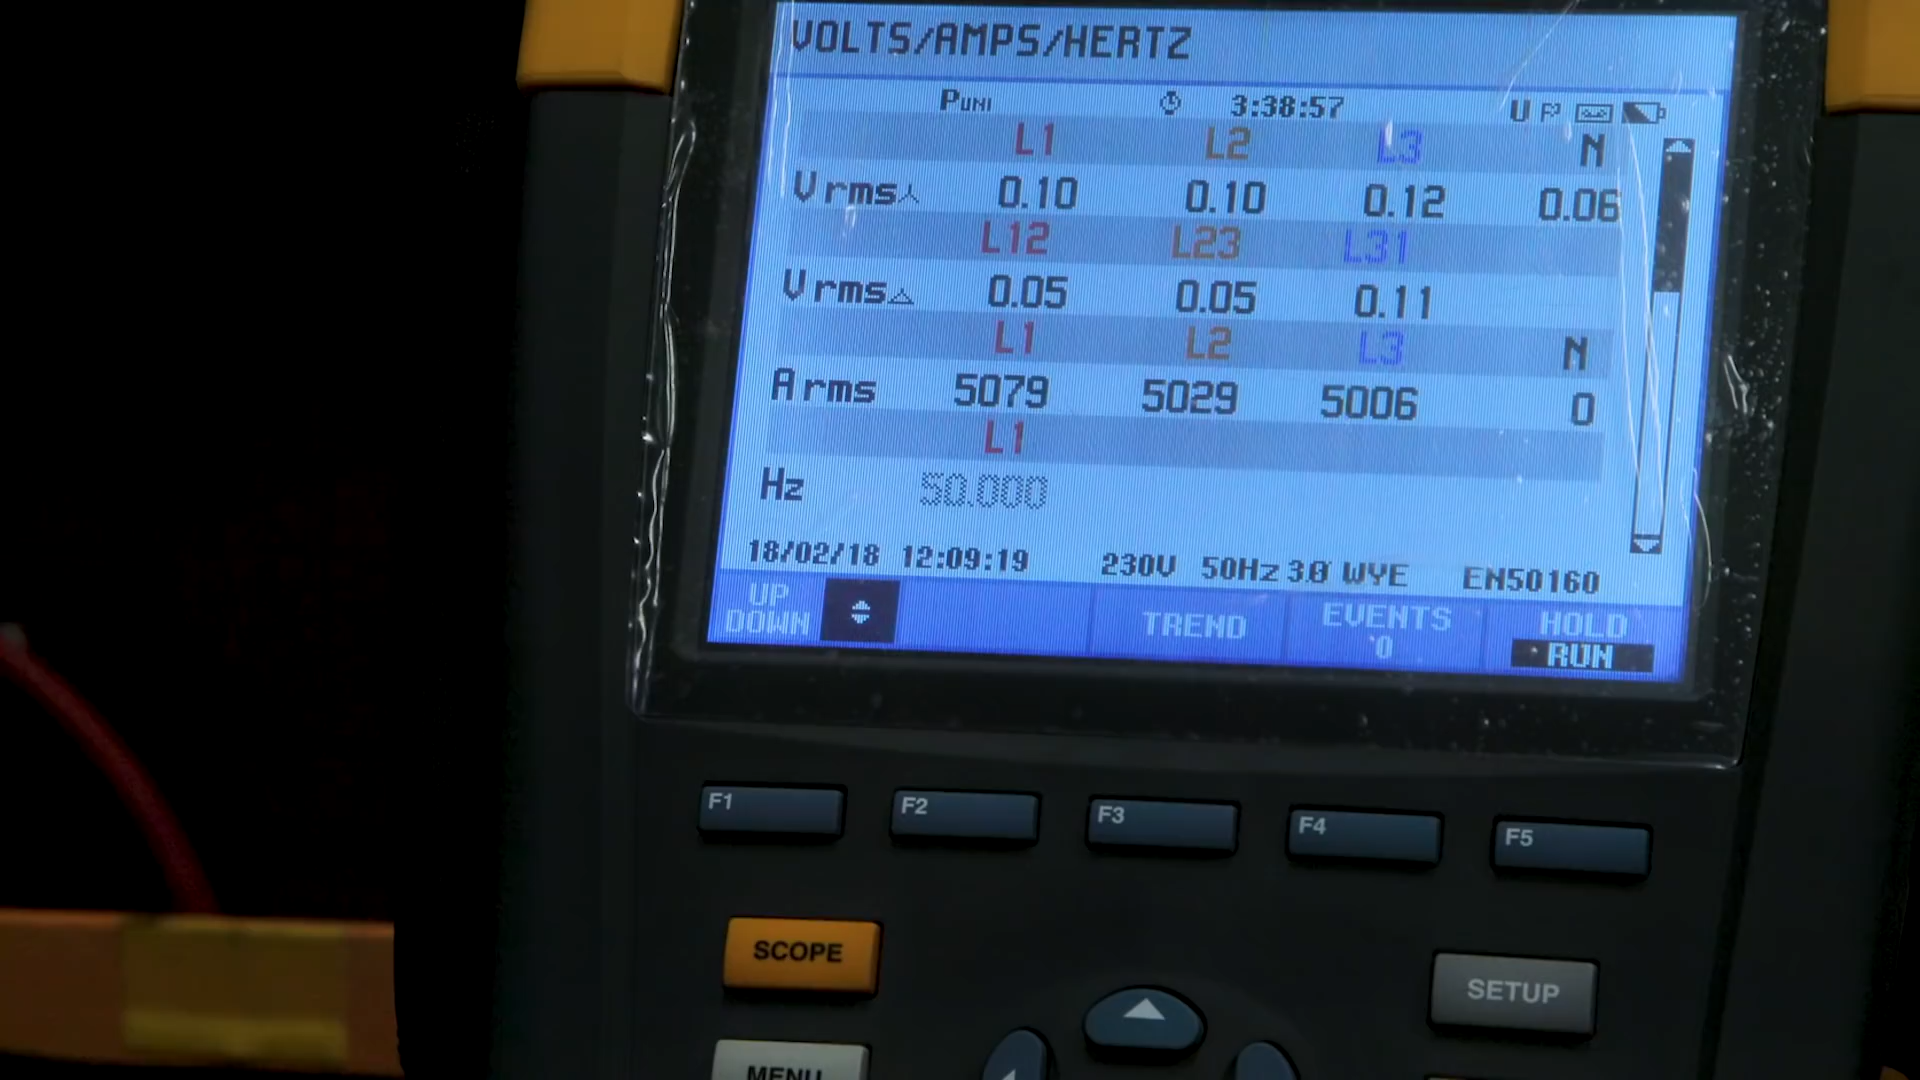 VOLTS/AMPS/HERTZ
PUNI 3:38:57 U
L1 L2 L3 N
Vrms 0.10 0.10 0.12 0.06
L12 L23 L31
Vrms 0.05 0.05 0.11
L1 L2 L3 N
Arms 5079 5029 5006 0
L1
Hz 50.000
18/02/18 12:09:19 230V 50Hz 3Ø WYE EN50160
UP
DOWN
TREND
EVENTS
0
HOLD
RUN
F1 F2 F3 F4 F5
SCOPE
SETUP
MENU